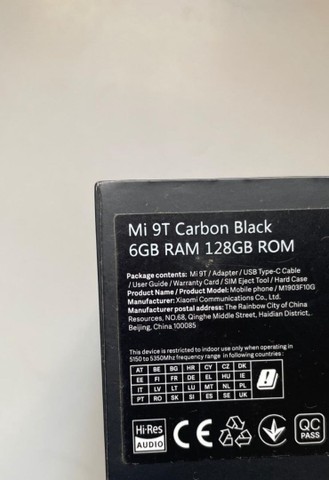 Mi 9T Carbon Black
6GB RAM 128GB ROM
Package contents: Mi 9T / Adapter / USB Type-C Cable
/ User Guide / Warranty Card / SIM Eject Tool / Hard Case
Product Name / Product Model: Mobile phone / M1903F10G
Manufacturer: Xiaomi Communications Co., Ltd.
Manufacturer postal address: The Rainbow City of China
Resources, NO.68, Qinghe Middle Street, Haidian District,
Beijing, China 100085
This device is restricted to indoor use only when operating in
5150 to 5350Mhz frequency range in following countries :
AT BE BG HR CY CZ DK
EE FI FR DE EL HU IE
IT LV LT LU MT NL PL
PT RO SK SI ES SE UK
Hi-Res
AUDIO
CE
QC
PASS